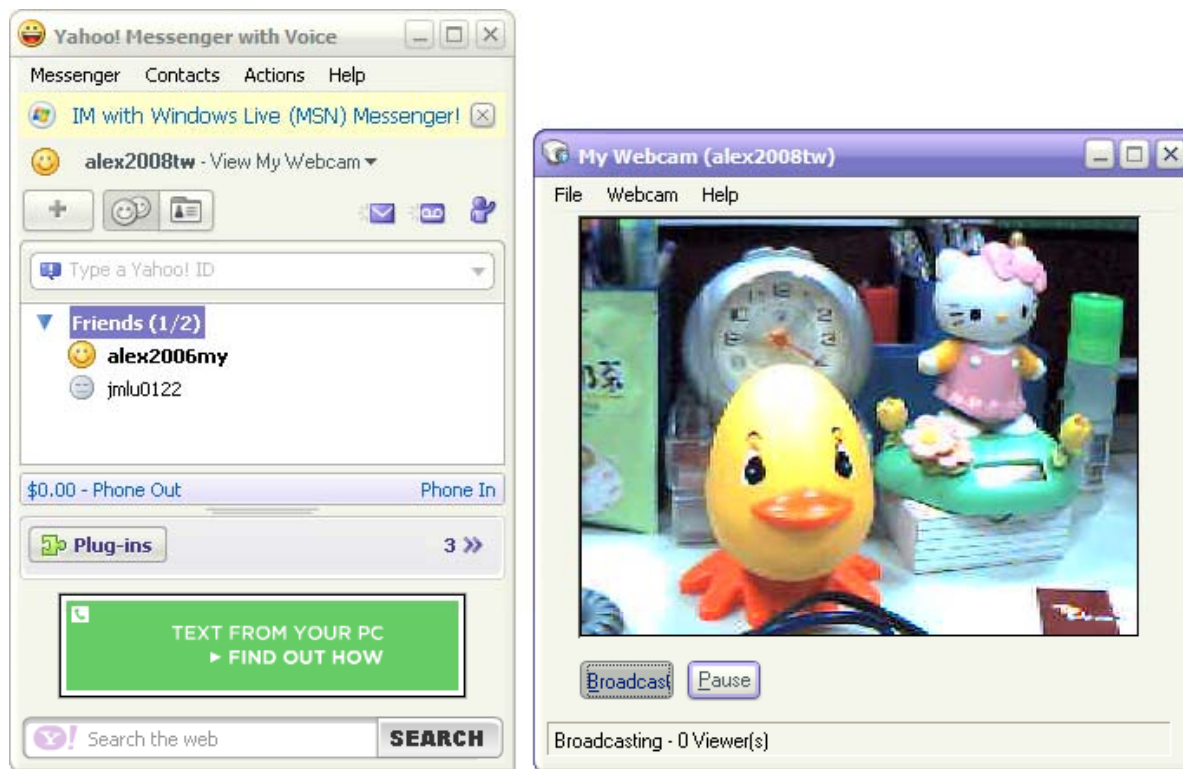 Yahoo! Messenger with Voice
Messenger Contacts Actions Help
IM with Windows Live (MSN) Messenger!
alex2008tw - View My Webcam
Type a Yahoo! ID
Friends (1/2)
alex2006my
jmlu0122
$0.00 - Phone Out Phone In
Plug-ins 3 >>
TEXT FROM YOUR PC
► FIND OUT HOW
Y! Search the web SEARCH
My Webcam (alex2008tw)
File Webcam Help
12
茶
Broadcast Pause
Broadcasting - 0 Viewer(s)